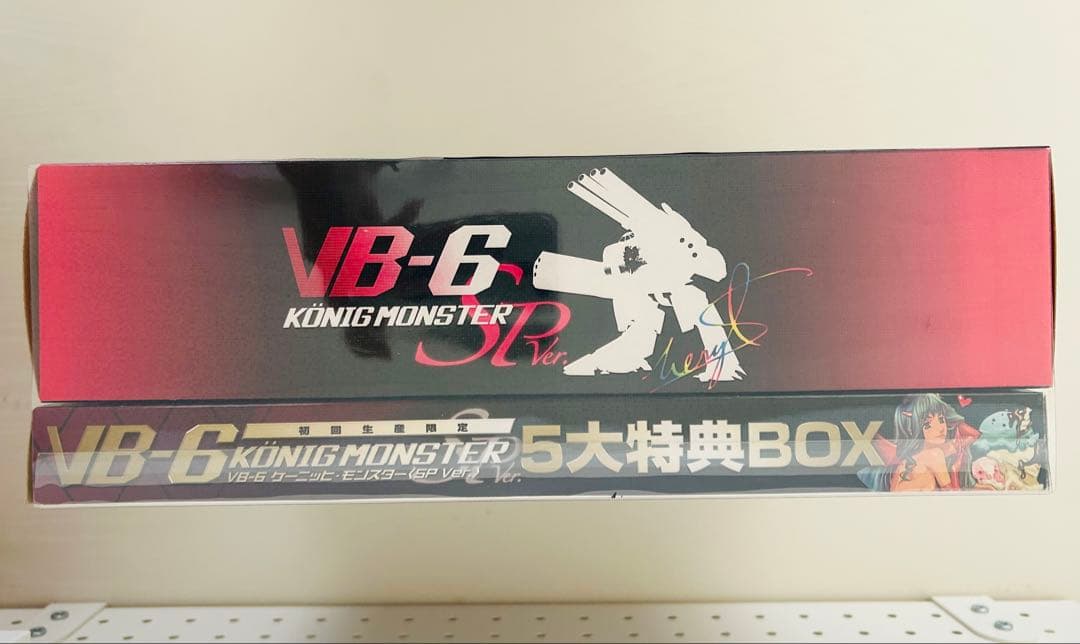 VB-6
KÖNIG MONSTER
SP Ver.
Sheryl
初回生産限定
VB-6
KÖNIG MONSTER
SP Ver.
VB-6 ケーニッヒ・モンスター(SP Ver.)
5大特典BOX